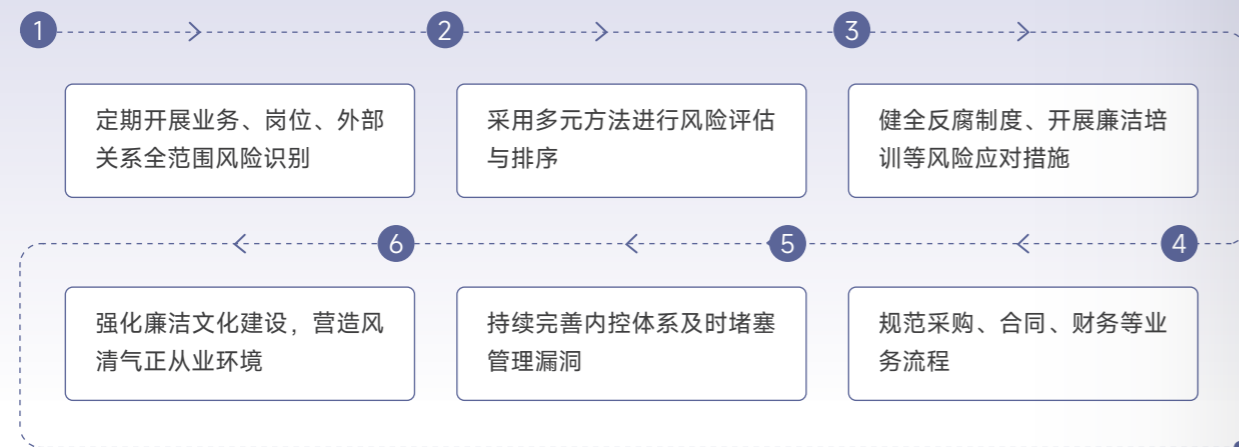 1
2
3
定期开展业务、岗位、外部
关系全范围风险识别
采用多元方法进行风险评估
与排序
健全反腐制度、开展廉洁培
训等风险应对措施
4
规范采购、合同、财务等业
务流程
5
持续完善内控体系及时堵塞
管理漏洞
6
强化廉洁文化建设，营造风
清气正从业环境